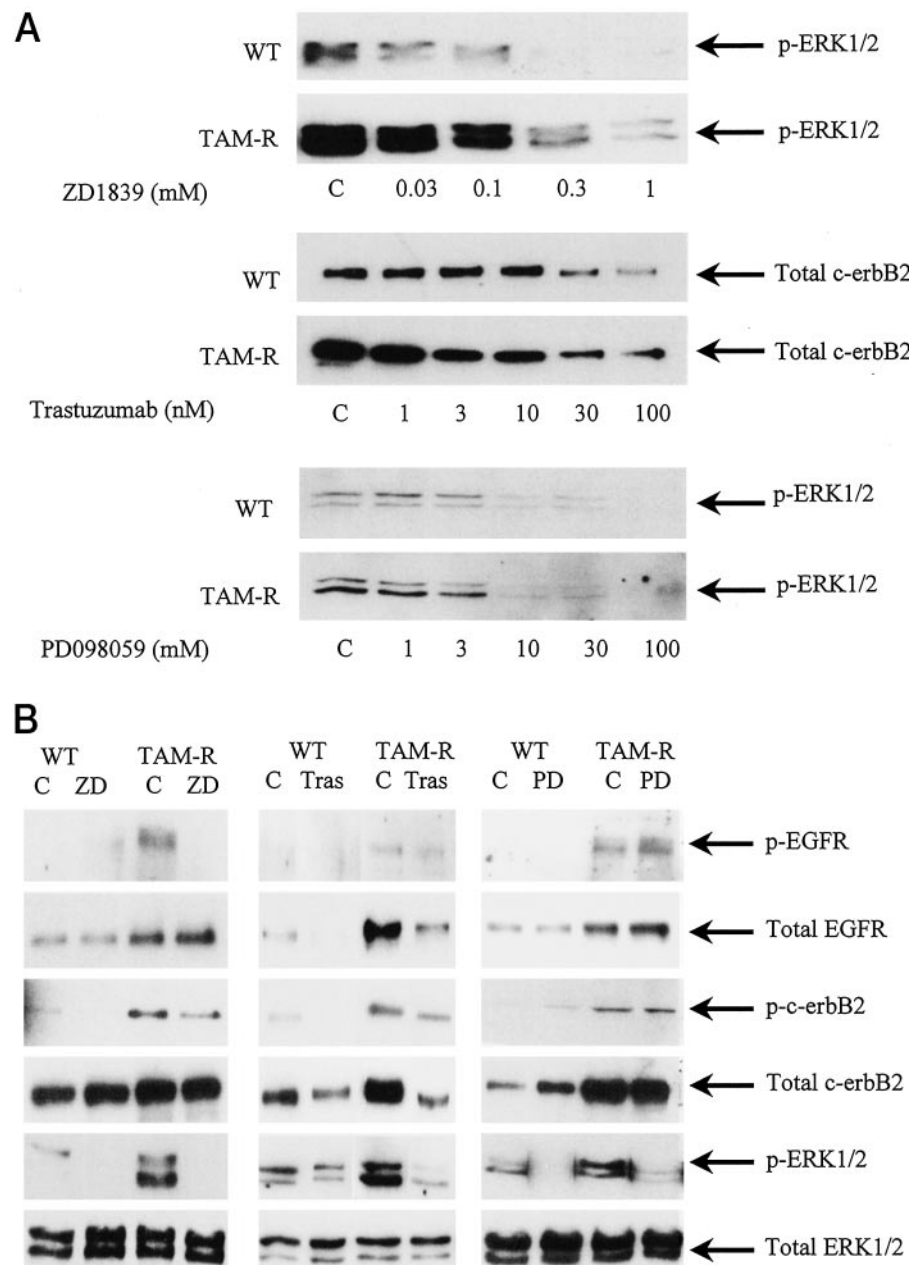 A
WT p-ERK1/2
TAM-R p-ERK1/2
ZD1839 (mM) C 0.03 0.1 0.3 1
WT Total c-erbB2
TAM-R Total c-erbB2
Trastuzumab (nM) C 1 3 10 30 100
WT p-ERK1/2
TAM-R p-ERK1/2
PD098059 (mM) C 1 3 10 30 100
B
WT TAM-R WT TAM-R WT TAM-R
C ZD C ZD C Tras C Tras C PD C PD
p-EGFR
Total EGFR
p-c-erbB2
Total c-erbB2
p-ERK1/2
Total ERK1/2